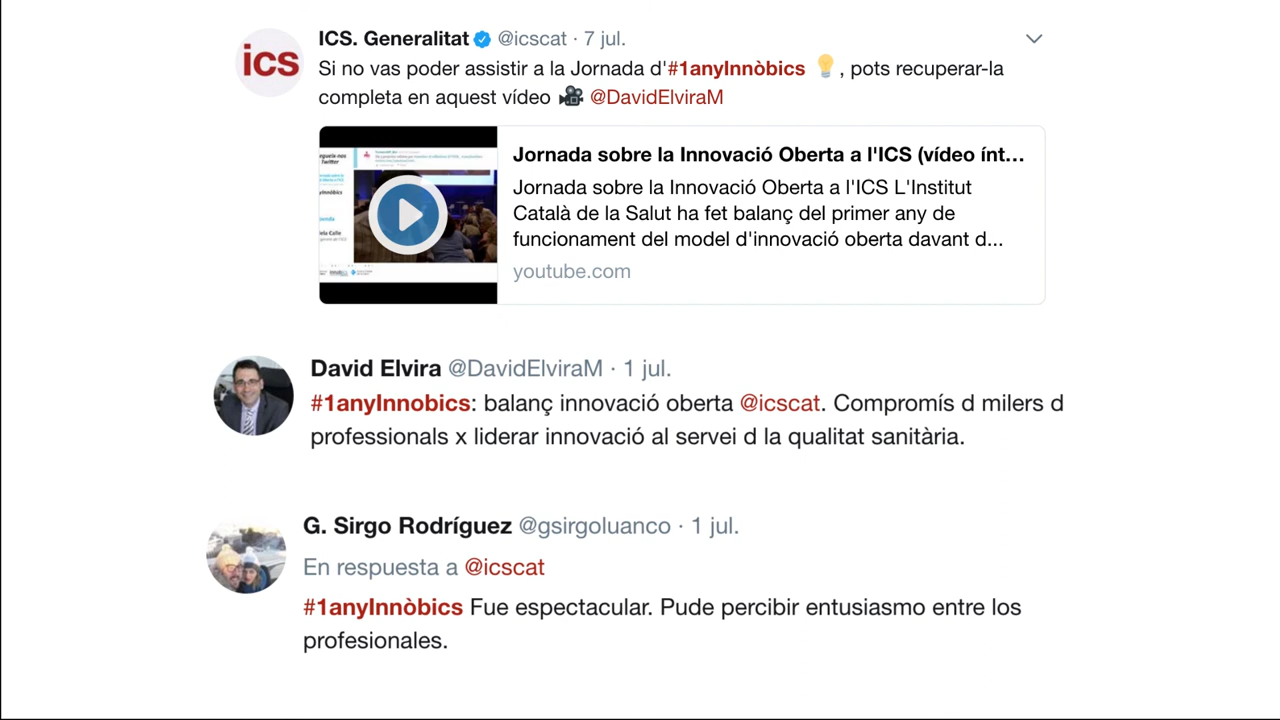 ics
ICS. Generalitat @icscat · 7 jul.
Si no vas poder assistir a la Jornada d'#1anyInnòbics 💡, pots recuperar-la
completa en aquest vídeo 🎥 @DavidElviraM
Jornada sobre la Innovació Oberta a l'ICS (vídeo ínt...
Jornada sobre la Innovació Oberta a l'ICS L'Institut
Català de la Salut ha fet balanç del primer any de
funcionament del model d'innovació oberta davant d...
youtube.com
David Elvira @DavidElviraM · 1 jul.
#1anyInnobics: balanç innovació oberta @icscat. Compromís d milers d
professionals x liderar innovació al servei d la qualitat sanitària.
G. Sirgo Rodríguez @gsirgoluanco · 1 jul.
En respuesta a @icscat
#1anyInnòbics Fue espectacular. Pude percibir entusiasmo entre los
profesionales.